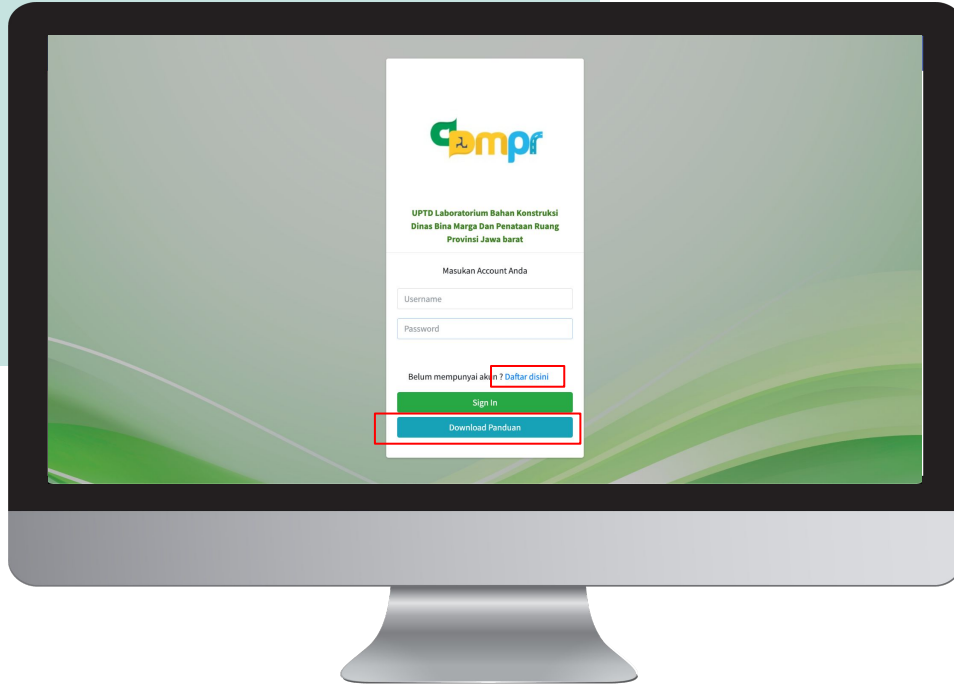 dbmpr
UPTD Laboratorium Bahan Konstruksi
Dinas Bina Marga Dan Penataan Ruang
Provinsi Jawa barat
Masukan Account Anda
Username
Password
Belum mempunyai akun ? Daftar disini
Sign In
Download Panduan